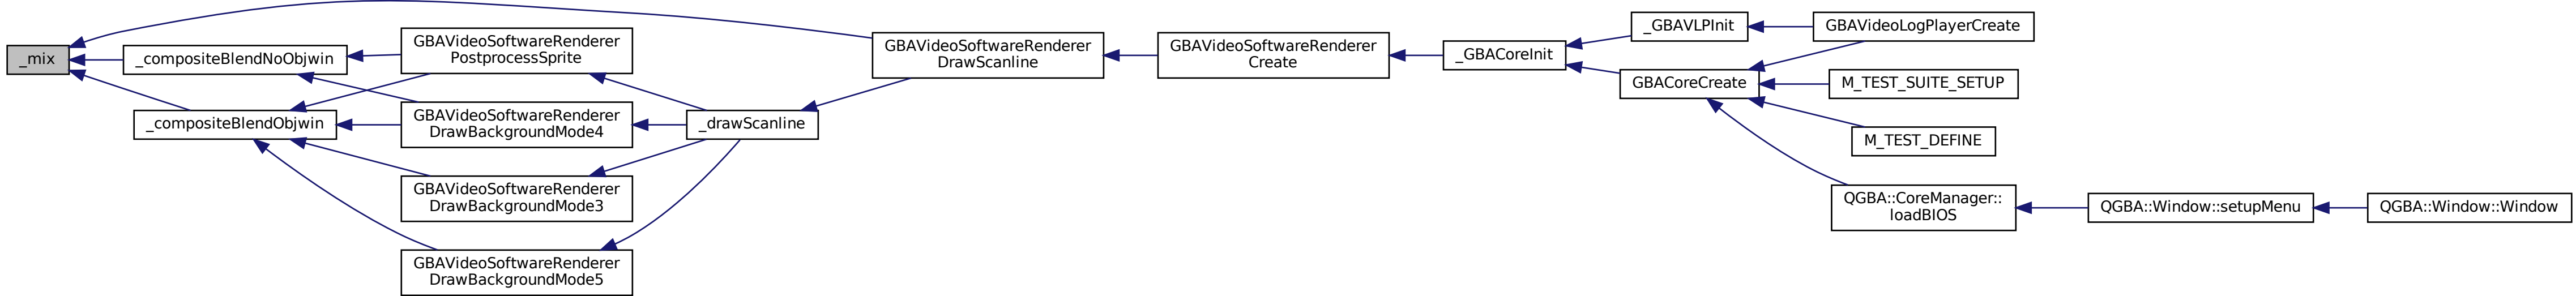 _mix
_compositeBlendNoObjwin
_compositeBlendObjwin
GBAVideoSoftwareRenderer
PostprocessSprite
GBAVideoSoftwareRenderer
DrawBackgroundMode4
GBAVideoSoftwareRenderer
DrawBackgroundMode3
GBAVideoSoftwareRenderer
DrawBackgroundMode5
_drawScanline
GBAVideoSoftwareRenderer
DrawScanline
GBAVideoSoftwareRenderer
Create
_GBACoreInit
_GBAVLPInit
GBACoreCreate
GBAVideoLogPlayerCreate
M_TEST_SUITE_SETUP
M_TEST_DEFINE
QGBA::CoreManager::
loadBIOS
QGBA::Window::setupMenu
QGBA::Window::Window